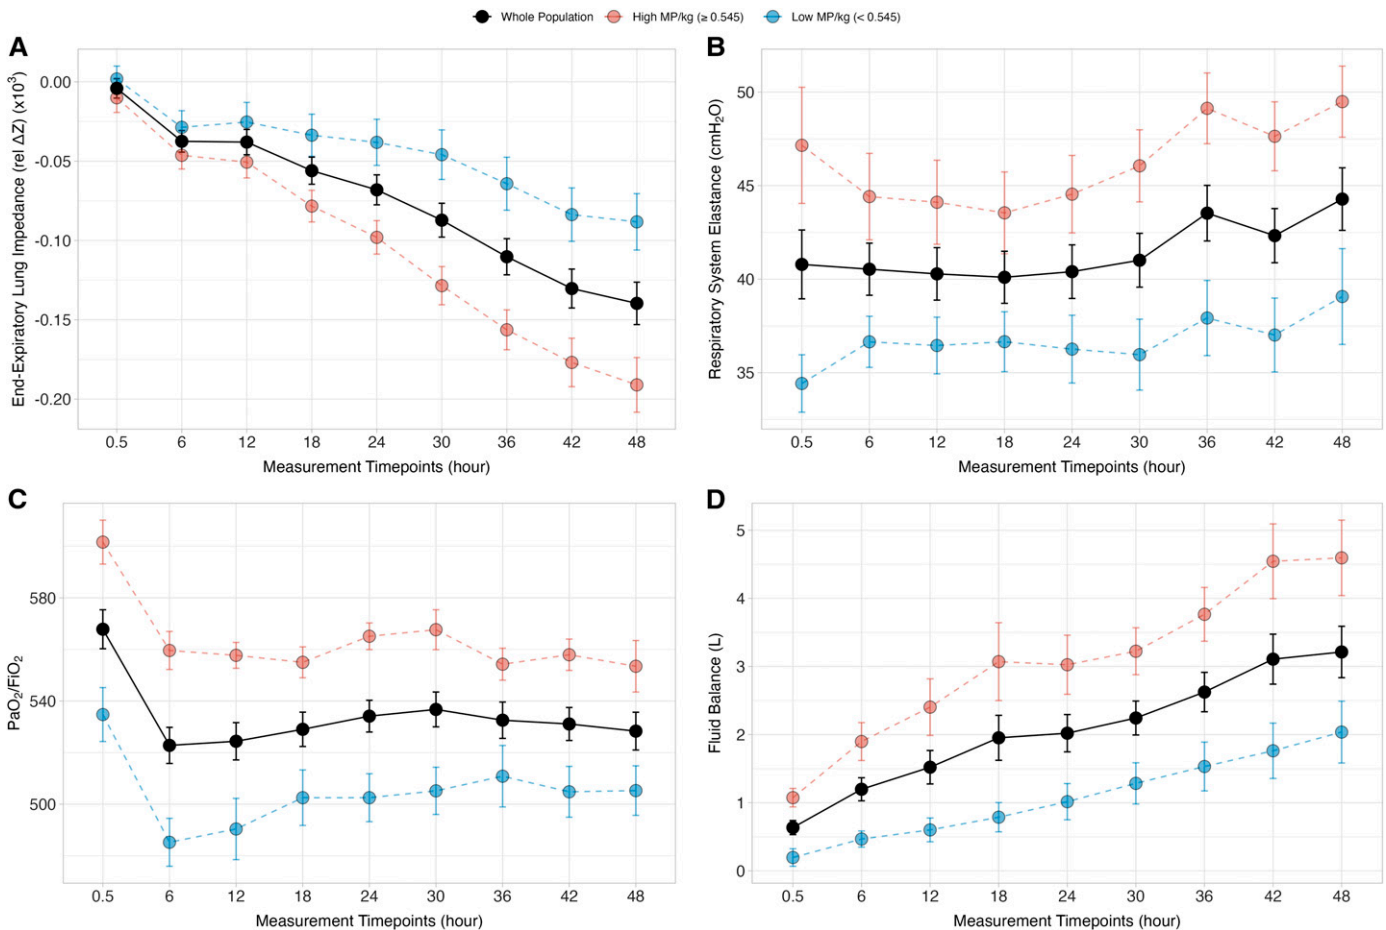 Whole Population High MP/kg (≥ 0.545) Low MP/kg (< 0.545)
A
End-Expiratory Lung Impedance (rel ΔZ) (x10³)
0.00
-0.05
-0.10
-0.15
-0.20
0.5 6 12 18 24 30 36 42 48
Measurement Timepoints (hour)
B
Respiratory System Elastance (cmH₂O)
50
45
40
35
0.5 6 12 18 24 30 36 42 48
Measurement Timepoints (hour)
C
PaO₂/FiO₂
580
540
500
0.5 6 12 18 24 30 36 42 48
Measurement Timepoints (hour)
D
Fluid Balance (L)
5
4
3
2
1
0
0.5 6 12 18 24 30 36 42 48
Measurement Timepoints (hour)